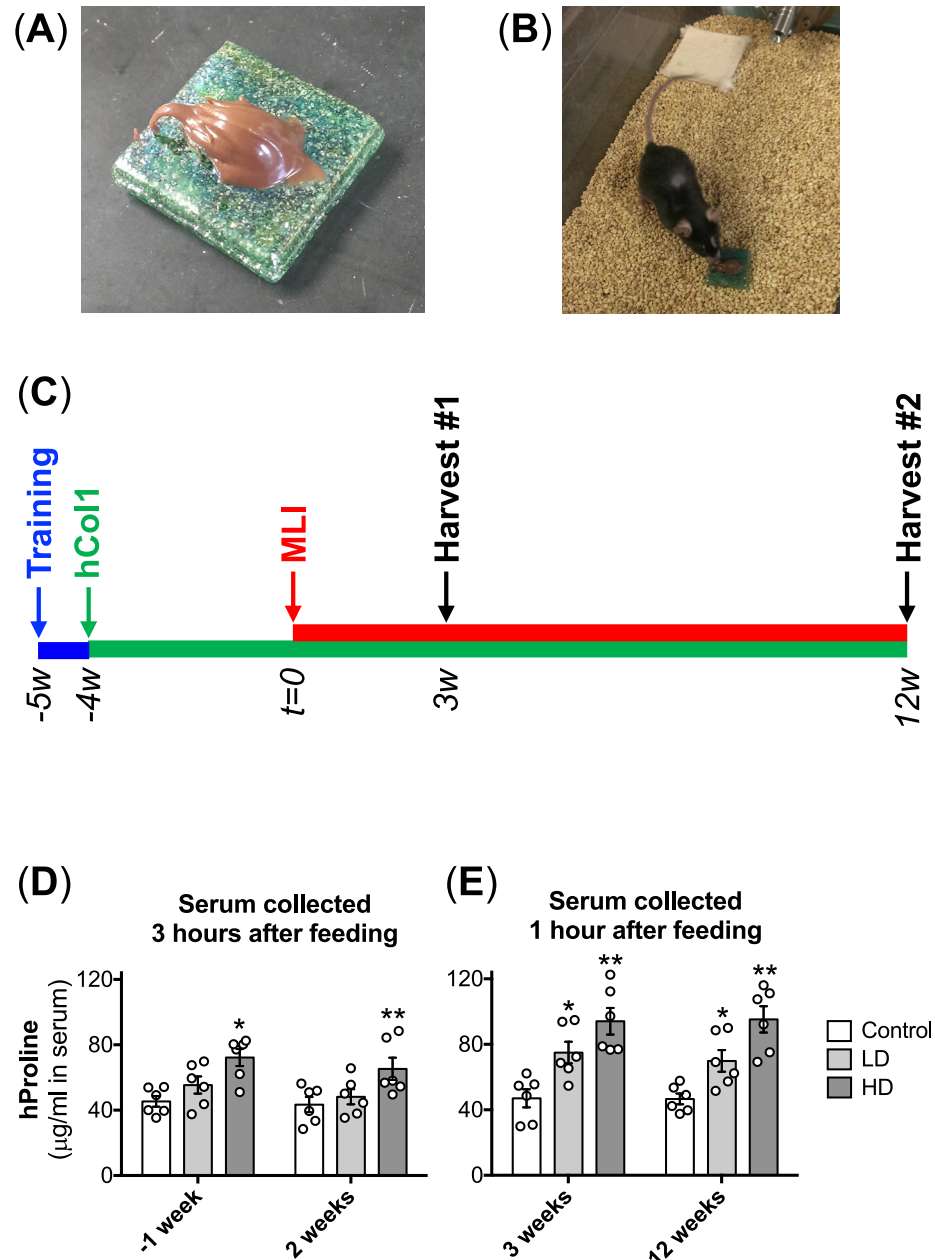 (A)
(B)
(C)
Training
hCol1
MLI
Harvest #1
Harvest #2
-5w
-4w
t=0
3w
12w
(D)
Serum collected
3 hours after feeding
(E)
Serum collected
1 hour after feeding
hProline
(μg/ml in serum)
120
80
40
0
*
**
-1 week
2 weeks
120
80
40
0
*
**
*
**
3 weeks
12 weeks
Control
LD
HD